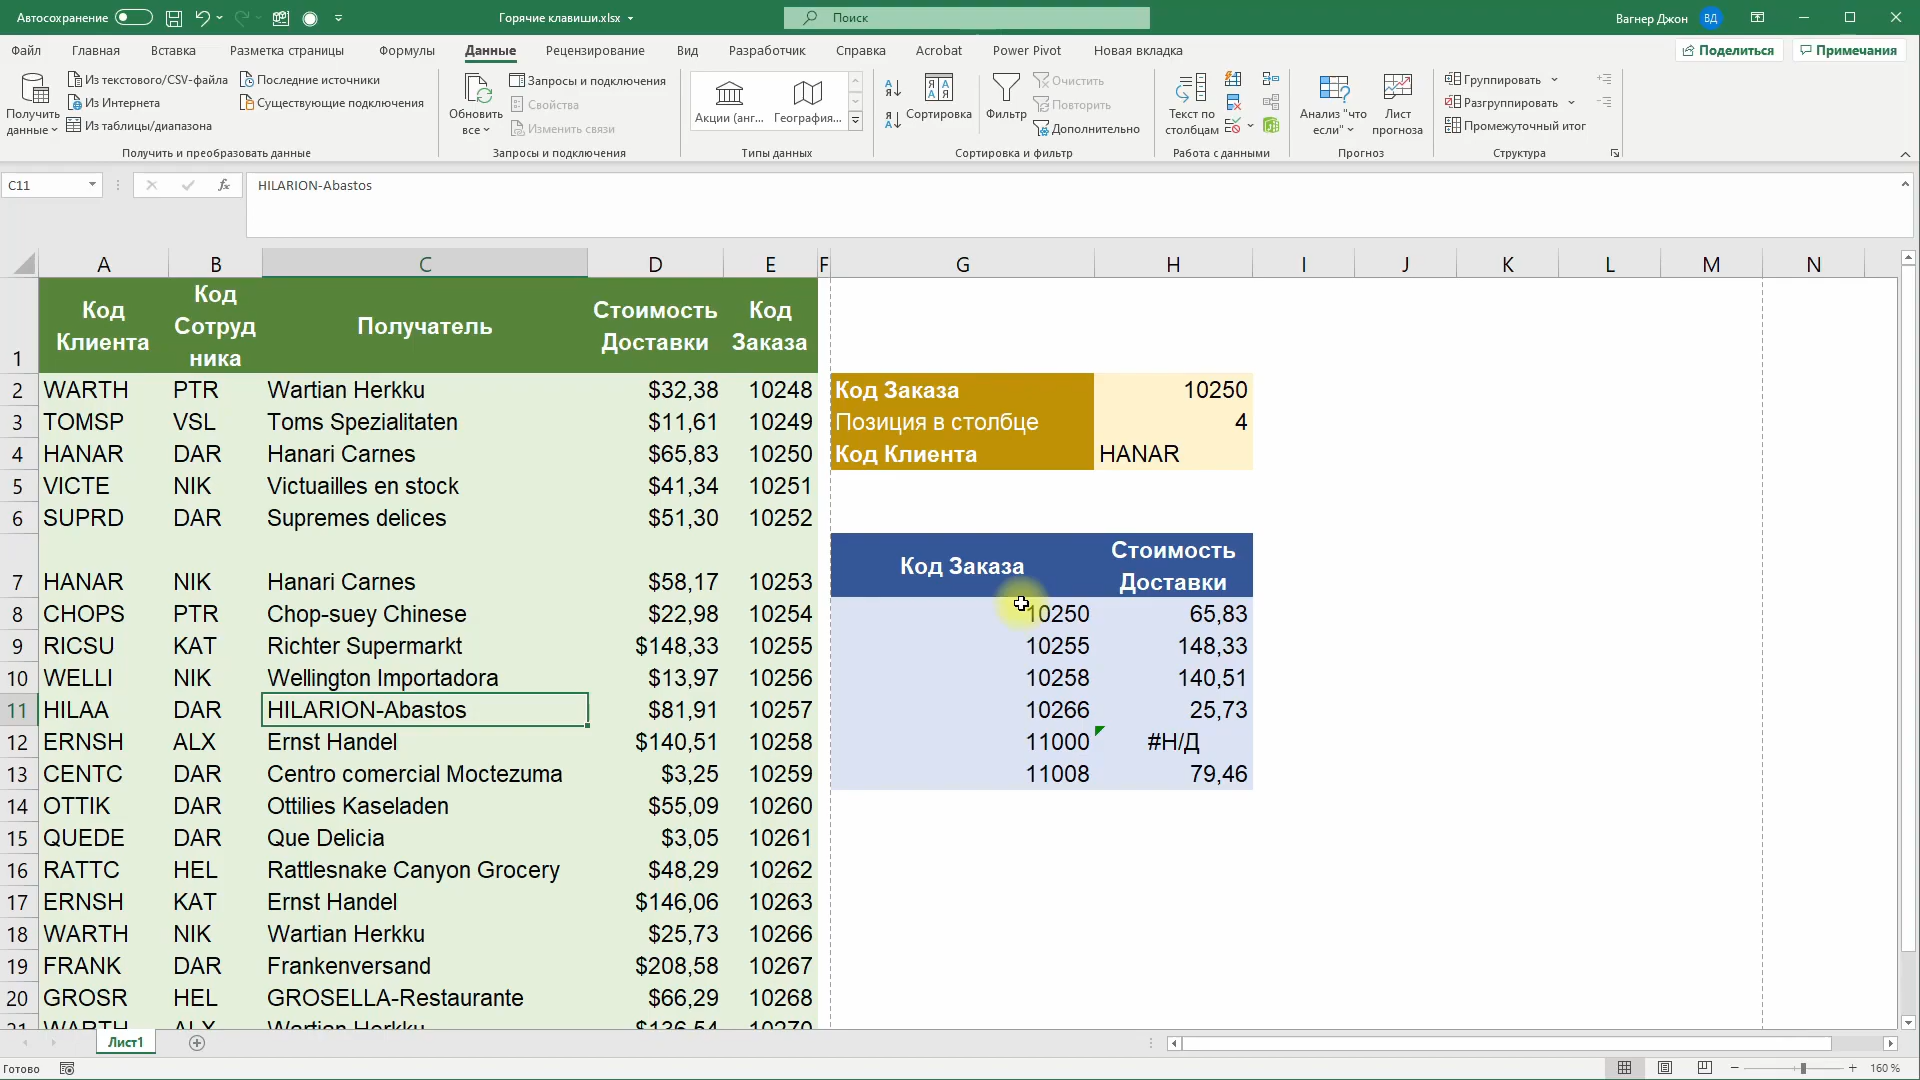 Автосохранение
Горячие клавиши.xlsx
Поиск
Вагнер Джон
ВД
Файл Главная Вставка Разметка страницы Формулы Данные Рецензирование Вид Разработчик Справка Acrobat Power Pivot Новая вкладка
Поделиться
Примечания
Получить данные
Из текстового/CSV-файла
Из Интернета
Из таблицы/диапазона
Последние источники
Существующие подключения
Получить и преобразовать данные
Обновить все
Запросы и подключения
Свойства
Изменить связи
Запросы и подключения
Акции (анг...
География...
Типы данных
Сортировка
Фильтр
Очистить
Повторить
Дополнительно
Сортировка и фильтр
Текст по столбцам
Работа с данными
Анализ "что если"
Лист прогноза
Прогноз
Группировать
Разгруппировать
Промежуточный итог
Структура
C11
fx
HILARION-Abastos
A B C D E F G H I J K L M N
1 Код Клиента Код Сотруд ника Получатель Стоимость Доставки Код Заказа
2 WARTH PTR Wartian Herkku $32,38 10248 Код Заказа 10250
3 TOMSP VSL Toms Spezialitaten $11,61 10249 Позиция в столбце 4
4 HANAR DAR Hanari Carnes $65,83 10250 Код Клиента HANAR
5 VICTE NIK Victuailles en stock $41,34 10251
6 SUPRD DAR Supremes delices $51,30 10252
Код Заказа Стоимость Доставки
7 HANAR NIK Hanari Carnes $58,17 10253
8 CHOPS PTR Chop-suey Chinese $22,98 10254 10250 65,83
9 RICSU KAT Richter Supermarkt $148,33 10255 10255 148,33
10 WELLI NIK Wellington Importadora $13,97 10256 10258 140,51
11 HILAA DAR HILARION-Abastos $81,91 10257 10266 25,73
12 ERNSH ALX Ernst Handel $140,51 10258 11000 #Н/Д
13 CENTC DAR Centro comercial Moctezuma $3,25 10259 11008 79,46
14 OTTIK DAR Ottilies Kaseladen $55,09 10260
15 QUEDE DAR Que Delicia $3,05 10261
16 RATTC HEL Rattlesnake Canyon Grocery $48,29 10262
17 ERNSH KAT Ernst Handel $146,06 10263
18 WARTH NIK Wartian Herkku $25,73 10266
19 FRANK DAR Frankenversand $208,58 10267
20 GROSR HEL GROSELLA-Restaurante $66,29 10268
21 WARTH ALX Wartian Herkku $136,54 10270
Лист1
Готово
160 %